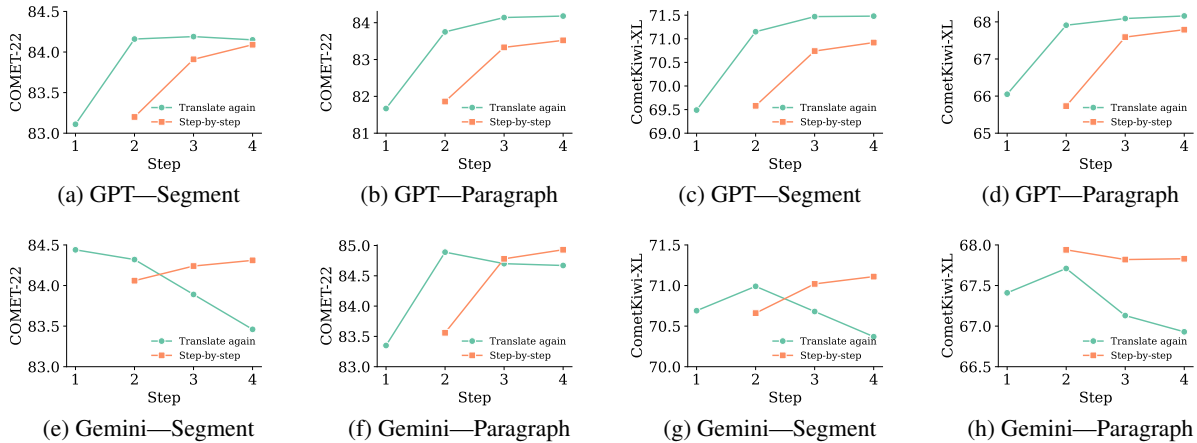 COMET-22
84.5
84.0
83.5
83.0
Translate again
Step-by-step
1 2 3 4
Step
(a) GPT—Segment
COMET-22
84
83
82
81
Translate again
Step-by-step
1 2 3 4
Step
(b) GPT—Paragraph
CometKiwi-XL
71.5
71.0
70.5
70.0
69.5
69.0
Translate again
Step-by-step
1 2 3 4
Step
(c) GPT—Segment
CometKiwi-XL
68
67
66
65
Translate again
Step-by-step
1 2 3 4
Step
(d) GPT—Paragraph
COMET-22
84.5
84.0
83.5
83.0
Translate again
Step-by-step
1 2 3 4
Step
(e) Gemini—Segment
COMET-22
85.0
84.5
84.0
83.5
83.0
Translate again
Step-by-step
1 2 3 4
Step
(f) Gemini—Paragraph
CometKiwi-XL
71.5
71.0
70.5
70.0
Translate again
Step-by-step
1 2 3 4
Step
(g) Gemini—Segment
CometKiwi-XL
68.0
67.5
67.0
66.5
Translate again
Step-by-step
1 2 3 4
Step
(h) Gemini—Paragraph